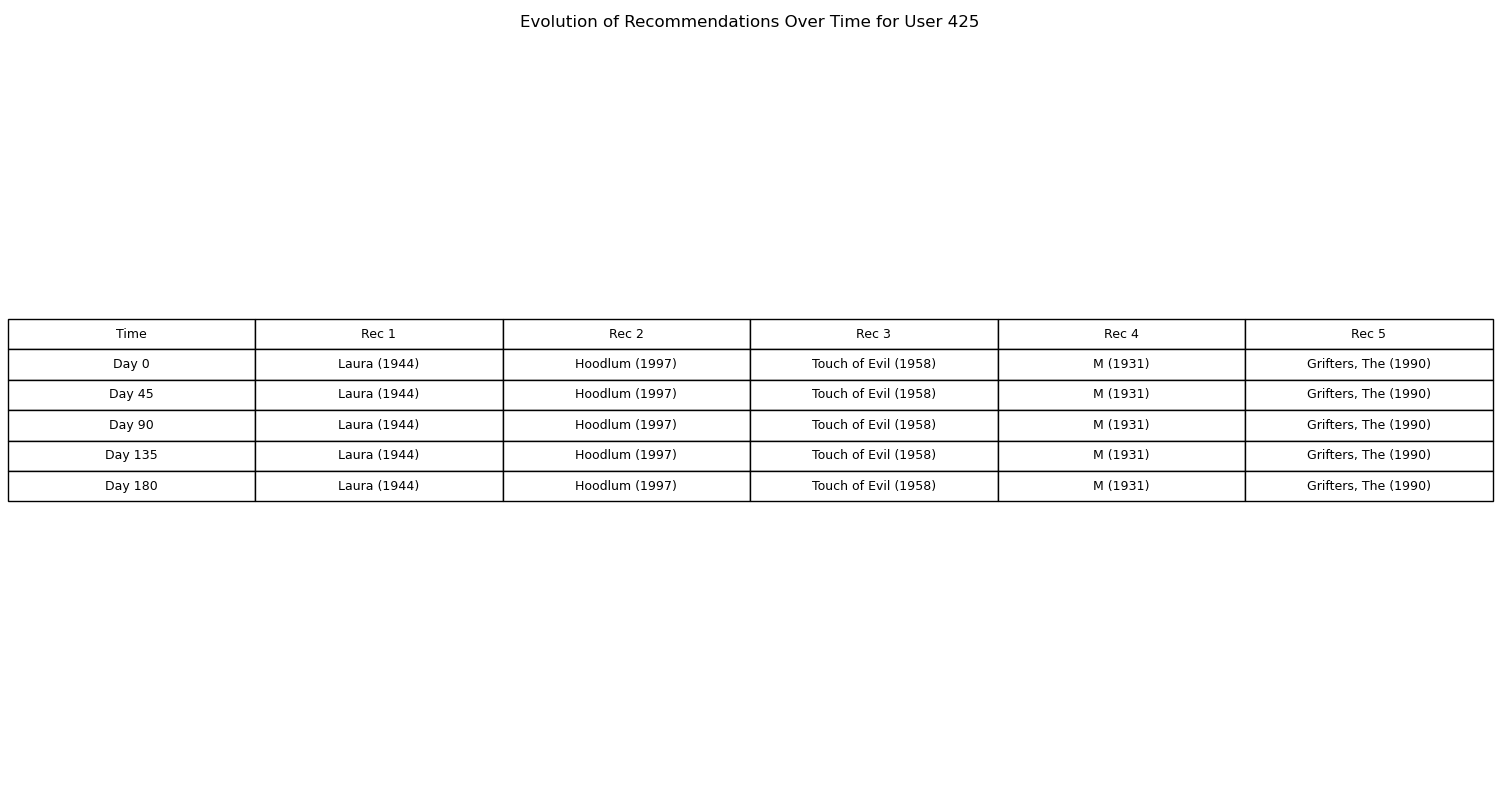 Evolution of Recommendations Over Time for User 425
Time Rec 1 Rec 2 Rec 3 Rec 4 Rec 5
Day 0 Laura (1944) Hoodlum (1997) Touch of Evil (1958) M (1931) Grifters, The (1990)
Day 45 Laura (1944) Hoodlum (1997) Touch of Evil (1958) M (1931) Grifters, The (1990)
Day 90 Laura (1944) Hoodlum (1997) Touch of Evil (1958) M (1931) Grifters, The (1990)
Day 135 Laura (1944) Hoodlum (1997) Touch of Evil (1958) M (1931) Grifters, The (1990)
Day 180 Laura (1944) Hoodlum (1997) Touch of Evil (1958) M (1931) Grifters, The (1990)